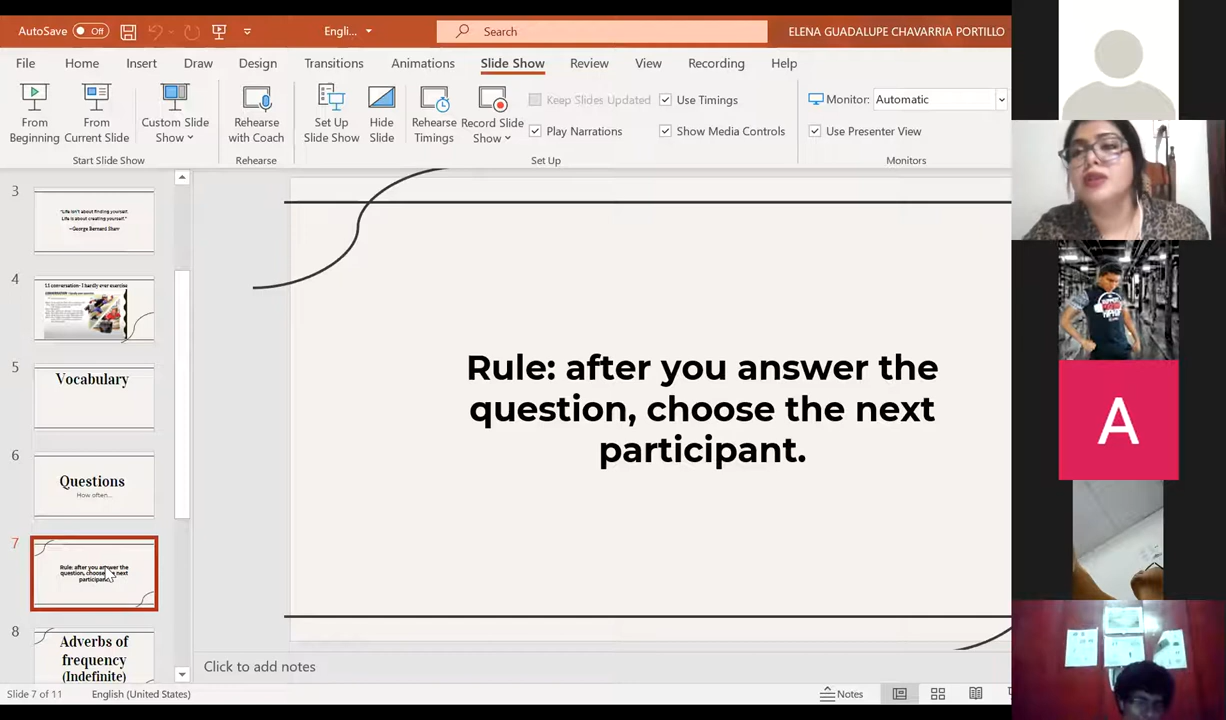 AutoSave Off Engli... Search ELENA GUADALUPE CHAVARRIA PORTILLO
File Home Insert Draw Design Transitions Animations Slide Show Review View Recording Help
From Beginning
From Current Slide
Custom Slide Show
Start Slide Show
Rehearse with Coach
Rehearse
Set Up Slide Show
Hide Slide
Rehearse Timings
Record Slide Show
Keep Slides Updated
Use Timings
Play Narrations
Show Media Controls
Set Up
Monitor: Automatic
Use Presenter View
Monitors
3
"Life isn't about finding yourself.
Life is about creating yourself."
—George Bernard Shaw
4
I hardly ever exercise
5
Vocabulary
6
Questions
How often...
7
Rule: after you answer the
question, choose the next
participant.
8
Adverbs of
frequency
(Indefinite)
Rule: after you answer the
question, choose the next
participant.
Click to add notes
Slide 7 of 11 English (United States) Notes
A